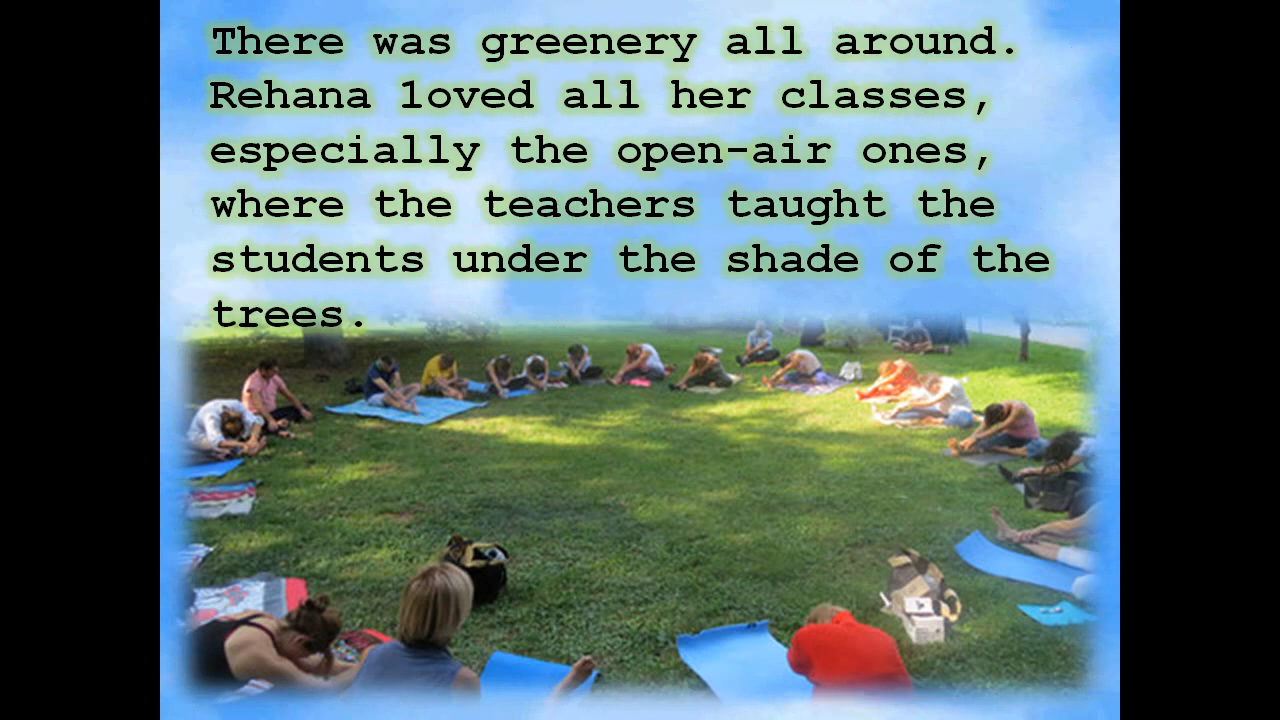 There was greenery all around.
Rehana 1oved all her classes,
especially the open-air ones,
where the teachers taught the
students under the shade of the
trees.